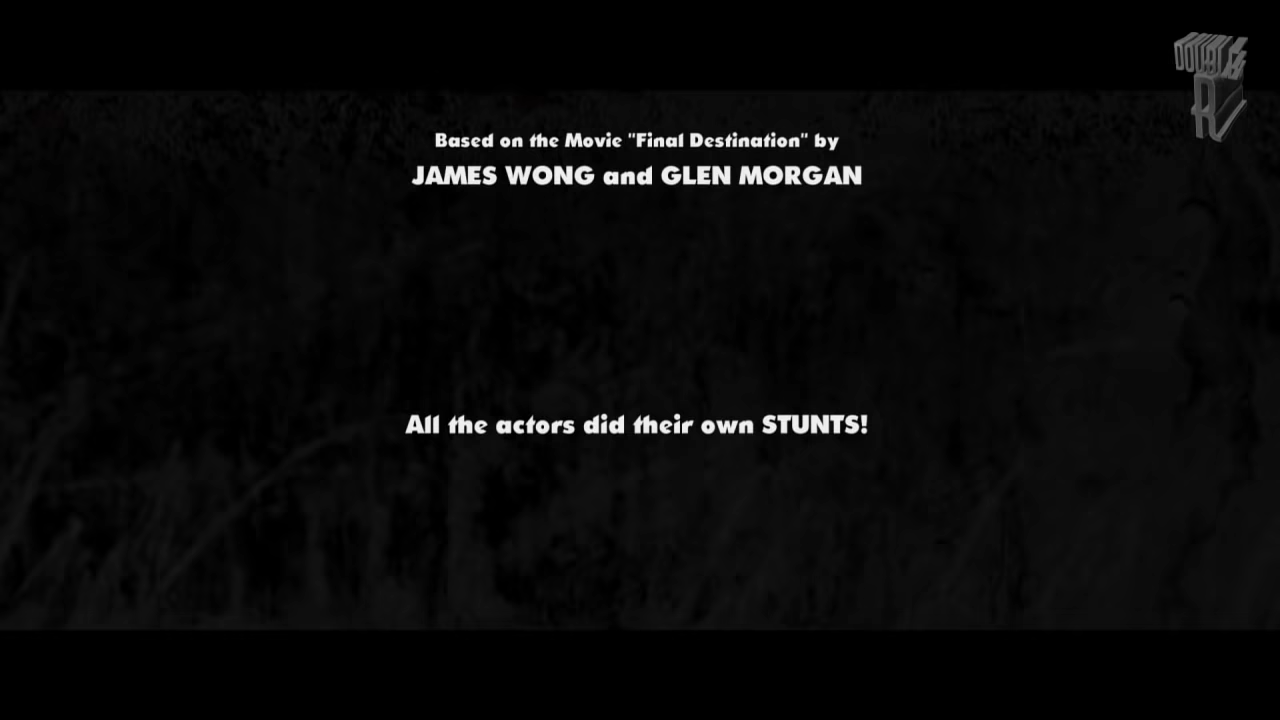 DOUBLE
R
Based on the Movie "Final Destination" by
JAMES WONG and GLEN MORGAN
All the actors did their own STUNTS!